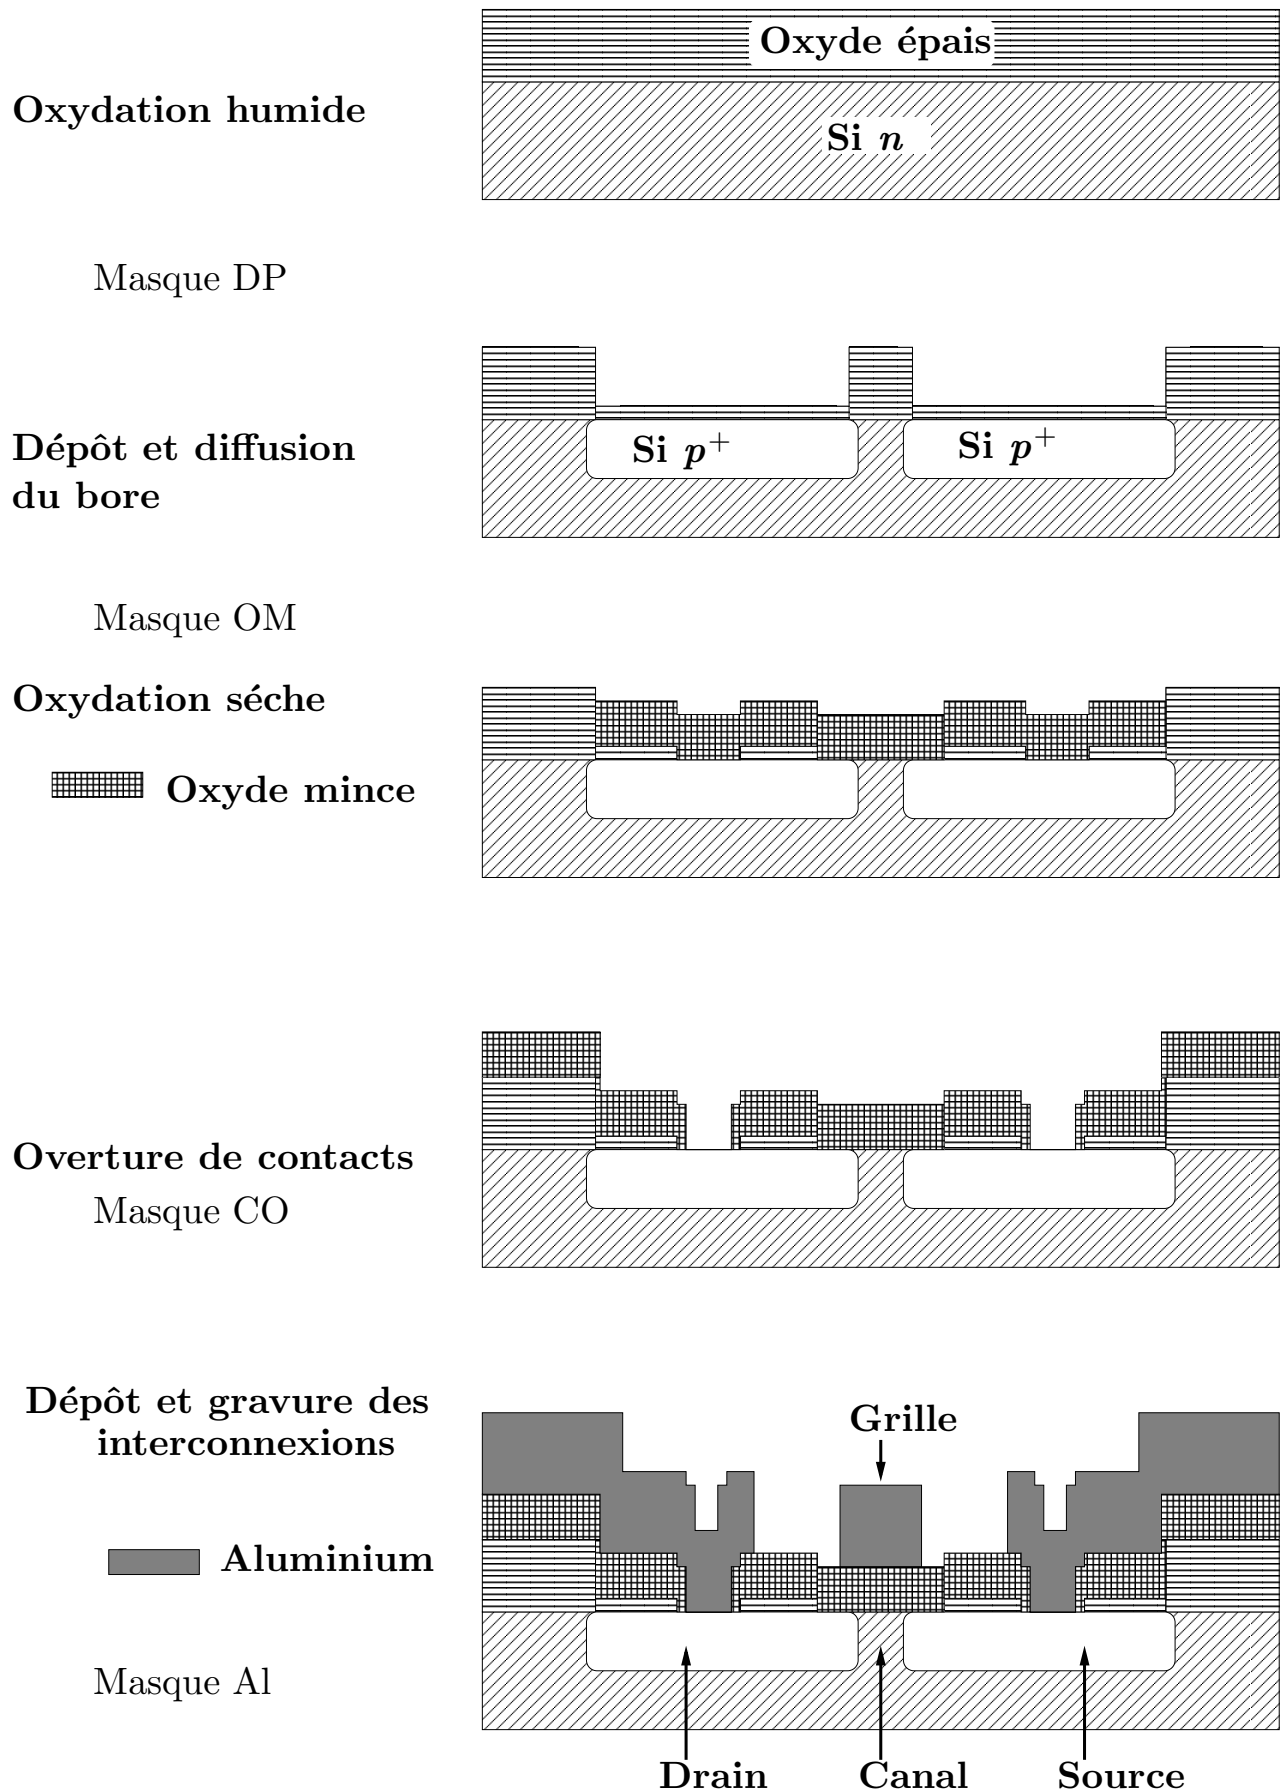 Oxyde épais
Oxydation humide
Si n
Masque DP
Dépôt et diffusion
du bore
Si p+
Si p+
Masque OM
Oxydation séche
Oxyde mince
Overture de contacts
Masque CO
Dépôt et gravure des
interconnexions
Grille
Aluminium
Masque Al
Drain
Canal
Source